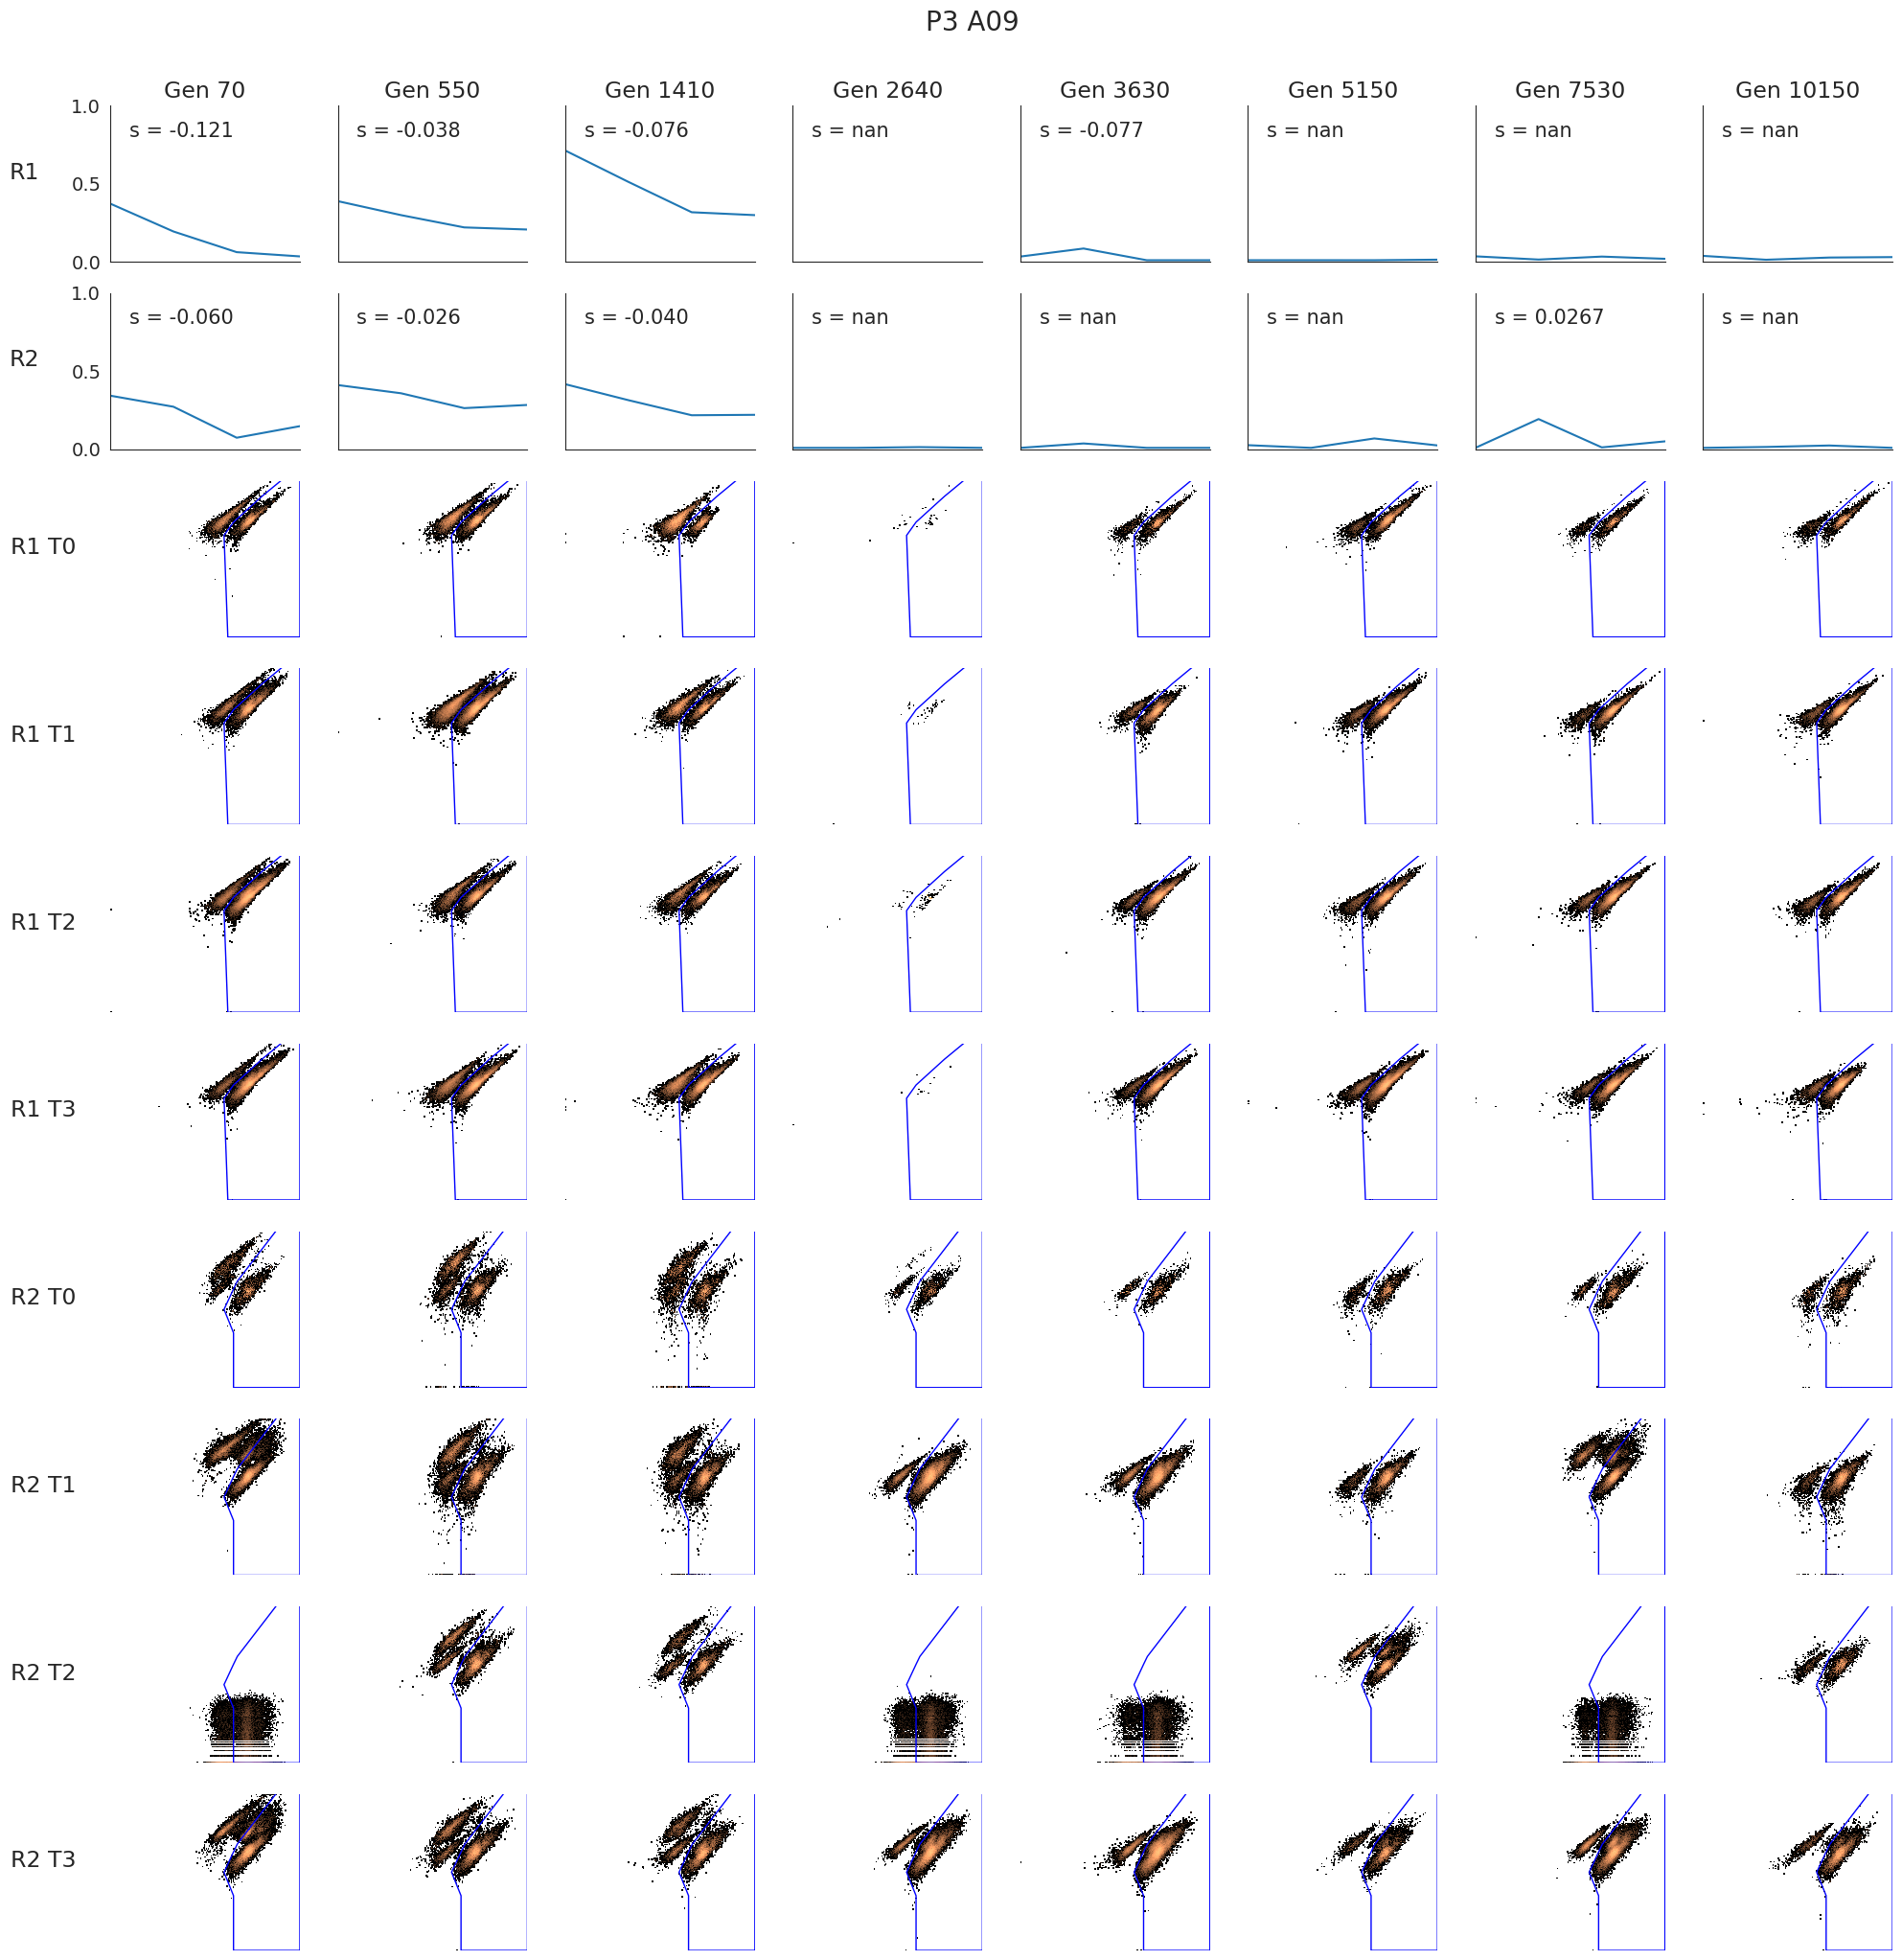 P3 A09
Gen 70 Gen 550 Gen 1410 Gen 2640 Gen 3630 Gen 5150 Gen 7530 Gen 10150
1.0
s = -0.121 s = -0.038 s = -0.076 s = nan s = -0.077 s = nan s = nan s = nan
R1
0.5
0.0
1.0
s = -0.060 s = -0.026 s = -0.040 s = nan s = nan s = nan s = 0.0267 s = nan
R2
0.5
0.0
R1 T0
R1 T1
R1 T2
R1 T3
R2 T0
R2 T1
R2 T2
R2 T3